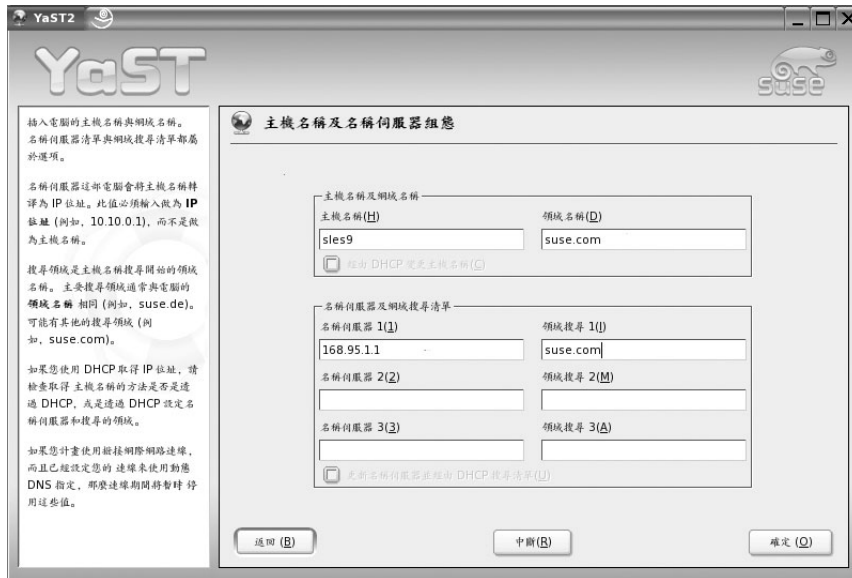 YaST2
YaST
SUSE
插入電腦的主機名稱與網域名稱。
名稱伺服器清單與網域搜尋清單都屬
於選項。
名稱伺服器這部電腦會將主機名稱轉
譯為 IP 位址。此值必須輸入做為 IP
位址 (例如, 10.10.0.1), 而不是做
為主機名稱。
搜尋領域是主機名稱搜尋開始的領域
名稱。 主要搜尋領域通常與電腦的
領域名稱 相同 (例如, suse.de)。
可能有其他的搜尋領域 (例
如, suse.com)。
如果您使用 DHCP 取得 IP 位址, 請
檢查取得 主機名稱的方法是否是透
過 DHCP, 或是透過 DHCP 設定名
稱伺服器和搜尋的領域。
如果您計畫使用撥接網際網路連線,
而且已經設定您的 連線來使用動態
DNS 指定, 那麼連線期間將暫時 停
用這些值。
主機名稱及名稱伺服器組態
主機名稱及網域名稱
主機名稱(H) 領域名稱(D)
sles9 suse.com
經由 DHCP 變更主機名稱(C)
名稱伺服器及網域搜尋清單
名稱伺服器 1(1) 領域搜尋 1(I)
168.95.1.1 suse.com
名稱伺服器 2(2) 領域搜尋 2(M)
名稱伺服器 3(3) 領域搜尋 3(A)
更新名稱伺服器並經由 DHCP 搜尋清單(U)
返回 (B) 中斷(R) 確定 (O)